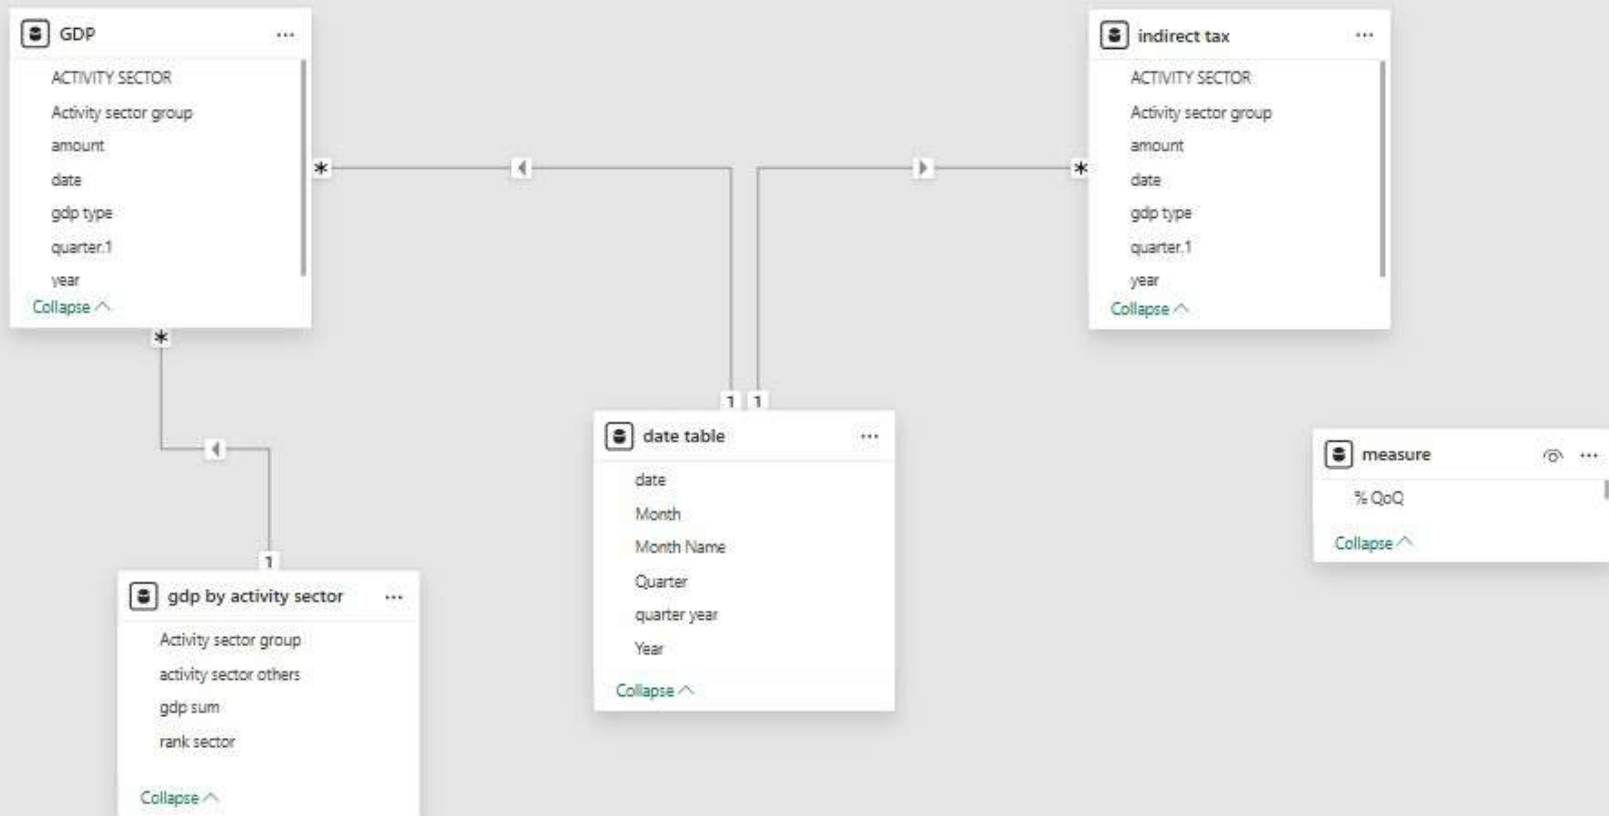 GDP
ACTIVITY SECTOR
Activity sector group
amount
date
gdp type
quarter.1
year
Collapse
indirect tax
ACTIVITY SECTOR
Activity sector group
amount
date
gdp type
quarter.1
year
Collapse
*
*
*
1
1
1
date table
date
Month
Month Name
Quarter
quarter year
Year
Collapse
measure
% QoQ
Collapse
gdp by activity sector
Activity sector group
activity sector others
gdp sum
rank sector
Collapse